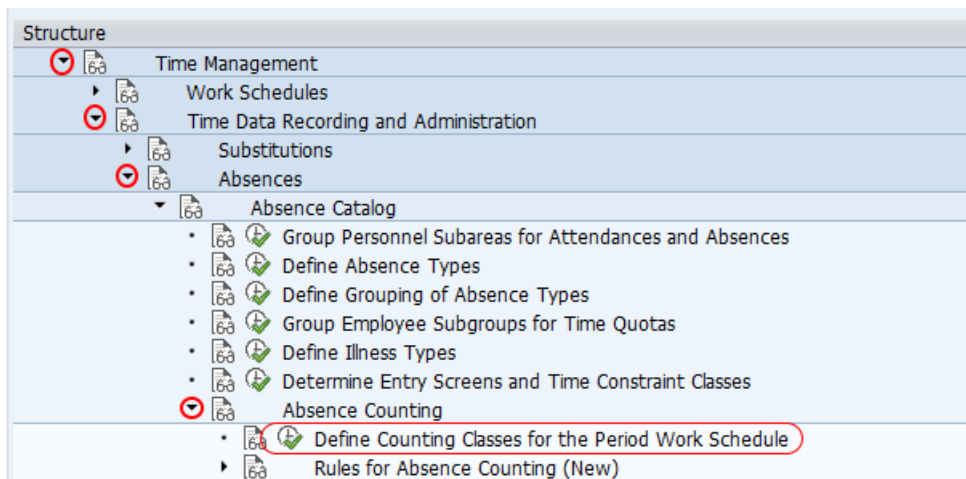 Structure
Time Management
Work Schedules
Time Data Recording and Administration
Substitutions
Absences
Absence Catalog
Group Personnel Subareas for Attendances and Absences
Define Absence Types
Define Grouping of Absence Types
Group Employee Subgroups for Time Quotas
Define Illness Types
Determine Entry Screens and Time Constraint Classes
Absence Counting
Define Counting Classes for the Period Work Schedule
Rules for Absence Counting (New)